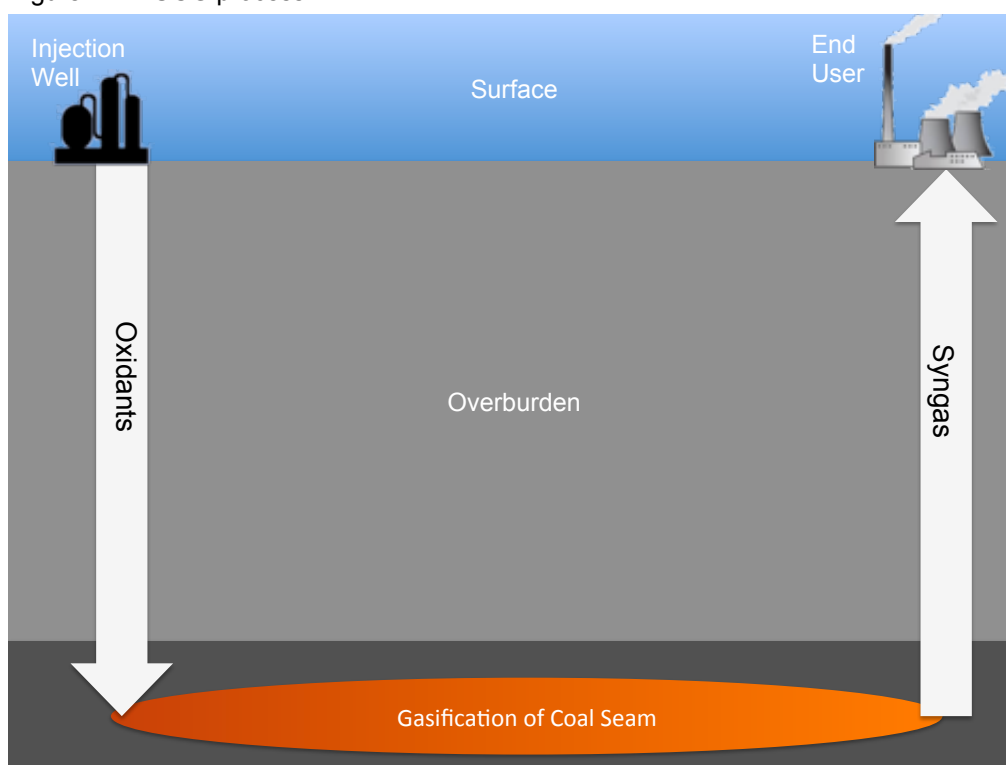 Injection
Well
End
User
Surface
Oxidants
Syngas
Overburden
Gasification of Coal Seam